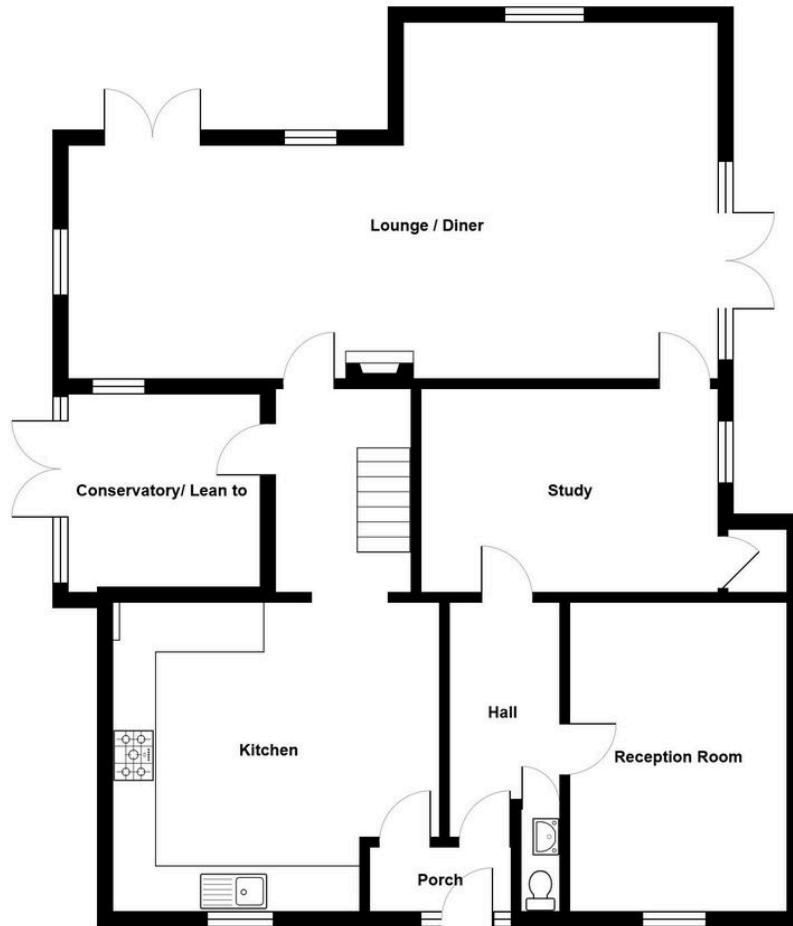 Lounge / Diner
Conservatory/ Lean to
Study
Hall
Kitchen
Reception Room
Porch